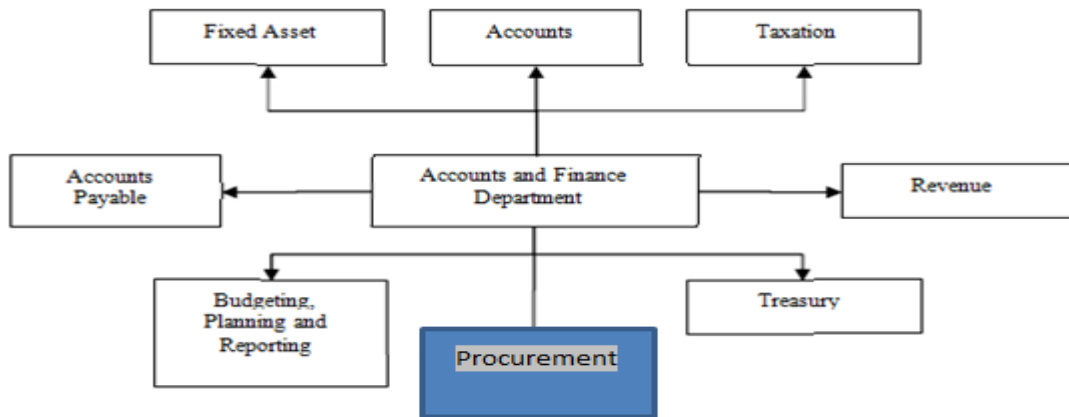 Fixed Asset
Accounts
Taxation
Accounts
Payable
Accounts and Finance
Department
Revenue
Budgeting,
Planning and
Reporting
Treasury
Procurement